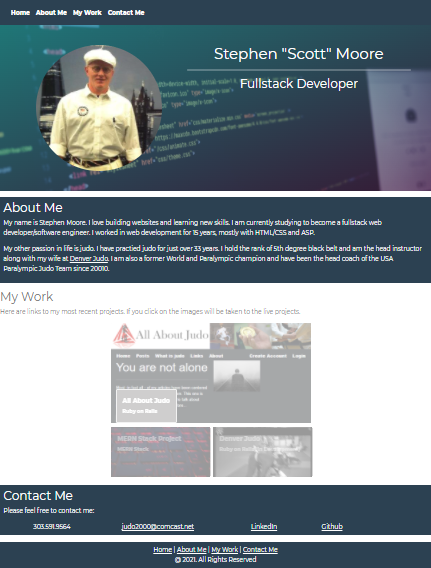 Home About Me My Work Contact Me
Stephen "Scott" Moore
Fullstack Developer
About Me
My name is Stephen Moore. I love building websites and learning new skills. I am currently studying to become a fullstack web
developer/software engineer. I worked in web development for 15 years, mostly with HTML/CSS and ASP.
My other passion in life is judo. I have practied judo for just over 33 years. I hold the rank of 5th degree black belt and am the head instructor
along with my wife at Denver Judo. I am also a former World and Paralympic champion and have been the head coach of the USA
Paralympic Judo Team since 20010.
My Work
Here are links to my most recent projects. If you click on the images will be taken to the live projects.
All About Judo
Home Posts What is judo Links About Create Account Login
You are not alone
All About Judo
Ruby on Rails
MERN Stack Project
MERN Stack
Denver Judo
Contact Me
Please feel free to contact me:
303.591.9564 judo2000@comcast.net LinkedIn Github
Home | About Me | My Work | Contact Me
@ 2021. All Rights Reserved